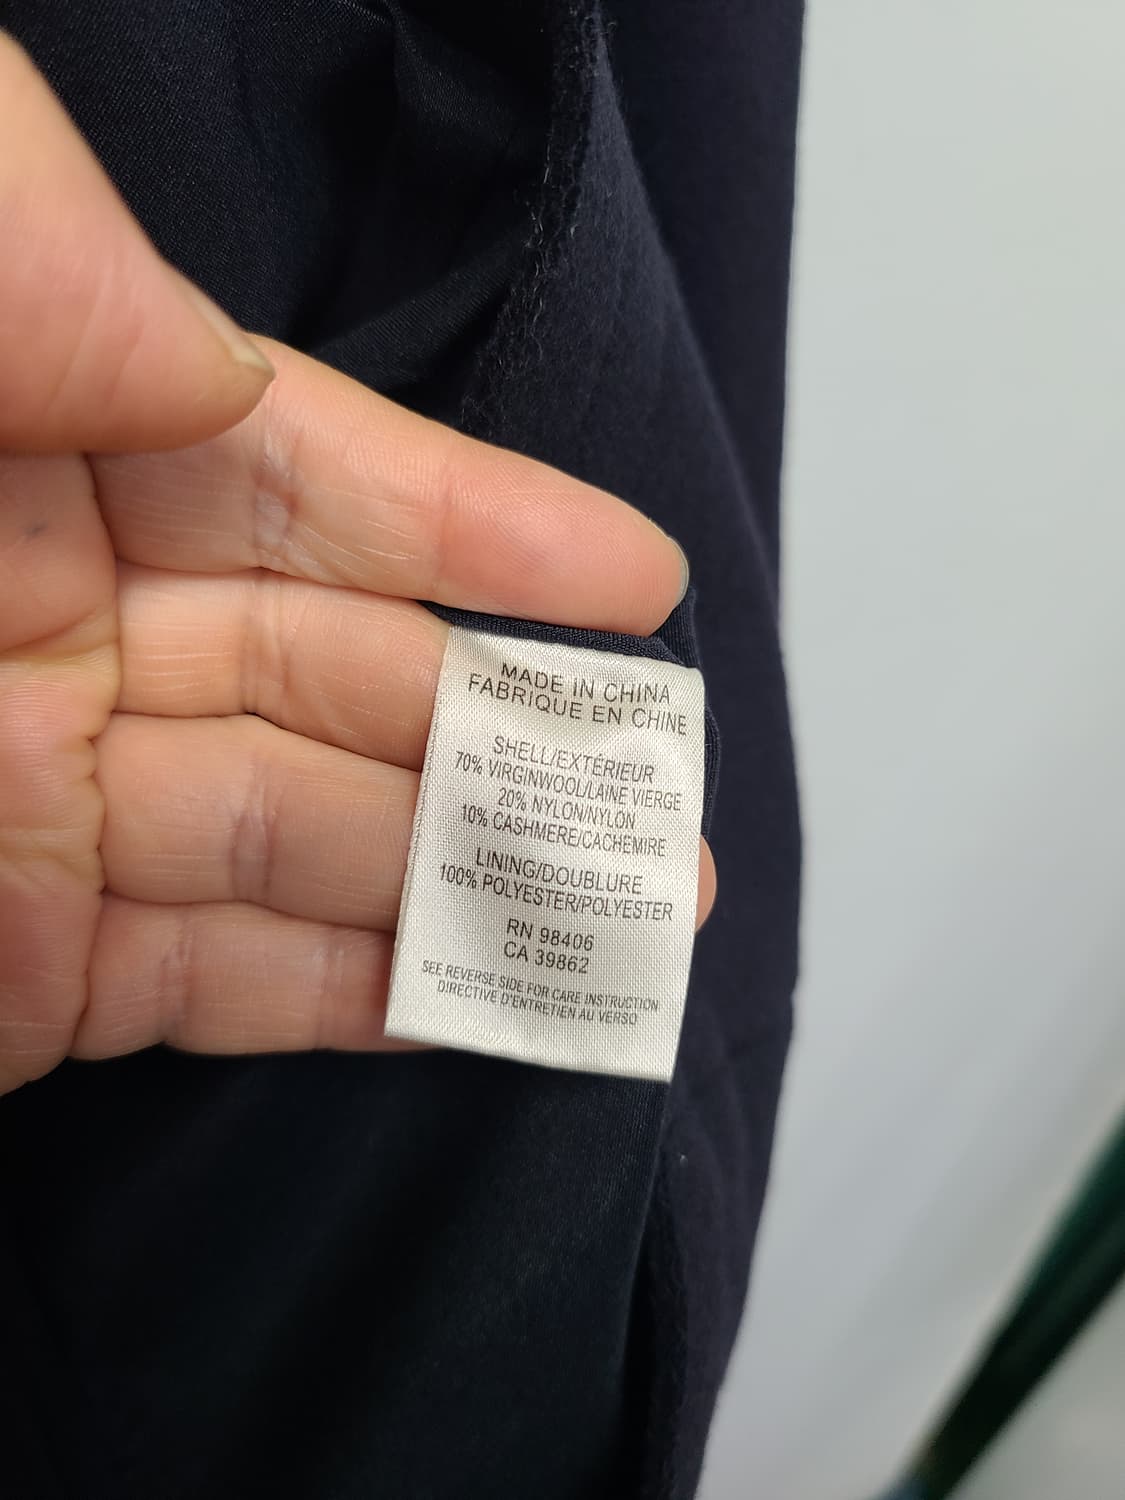 MADE IN CHINA
FABRIQUE EN CHINE
SHELL/EXTÉRIEUR
70% VIRGINWOOL/LAINE VIERGE
20% NYLON/NYLON
10% CASHMERE/CACHEMIRE
LINING/DOUBLURE
100% POLYESTER/POLYESTER
RN 98406
CA 39862
SEE REVERSE SIDE FOR CARE INSTRUCTION
DIRECTIVE D'ENTRETIEN AU VERSO